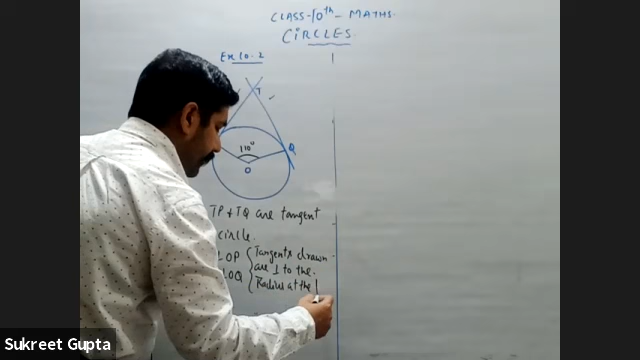 CLASS-10th - MATHS.
CIRCLES.
Ex 10.2
T
110°
Q
O
TP & TQ are tangent
circle.
OP
Tangents drawn
are ⊥ to the
OQ
Radius at the
Sukreet Gupta